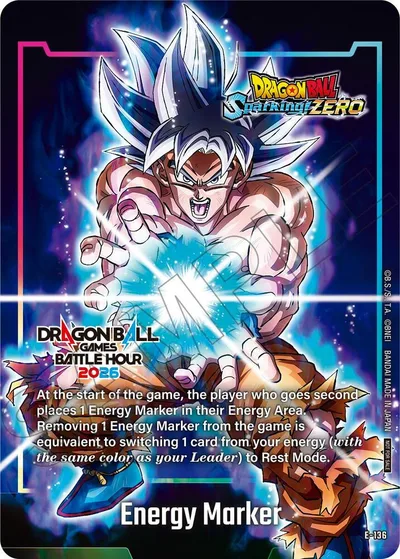 DRAGON BALL
Sparking! ZERO
©B.S./S.,T.A. ©BNEI BANDAI MADE IN JAPAN
NOT FOR SALE
DRAGON BALL
GAMES
BATTLE HOUR
2026
At the start of the game, the player who goes second
places 1 Energy Marker in their Energy Area.
Removing 1 Energy Marker from the game is
equivalent to switching 1 card from your energy (with
the same color as your Leader) to Rest Mode.
Energy Marker
E-136